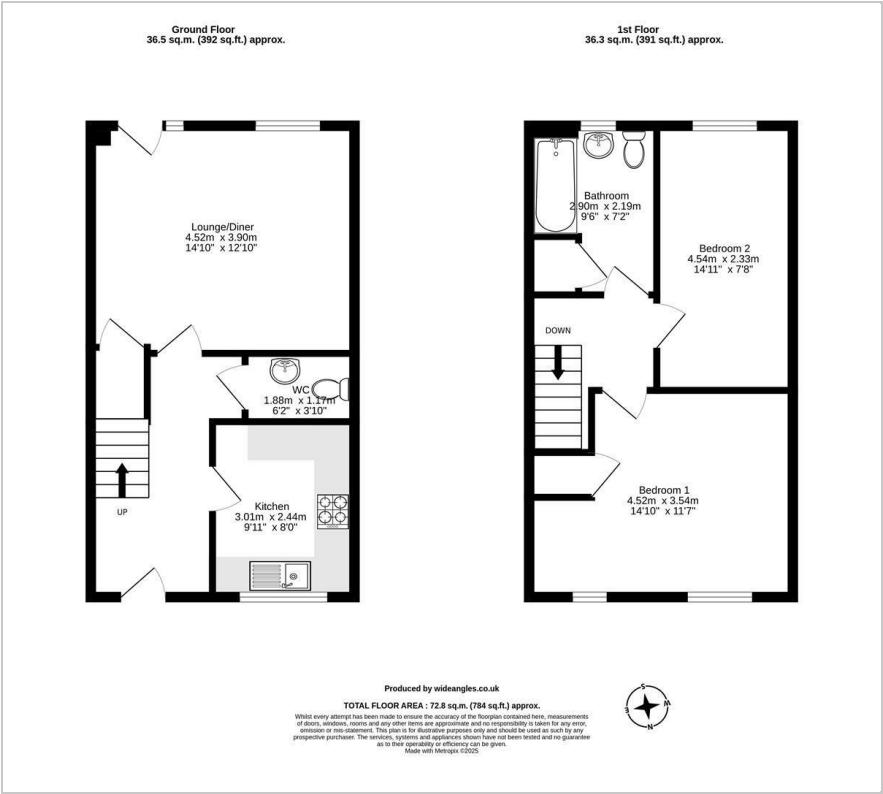 Ground Floor
36.5 sq.m. (392 sq.ft.) approx.
1st Floor
36.3 sq.m. (391 sq.ft.) approx.
Lounge/Diner
4.52m x 3.90m
14'10" x 12'10"
WC
1.88m x 1.17m
6'2" x 3'10"
UP
Kitchen
3.01m x 2.44m
9'11" x 8'0"
Bathroom
2.90m x 2.19m
9'6" x 7'2"
Bedroom 2
4.54m x 2.33m
14'11" x 7'8"
DOWN
Bedroom 1
4.52m x 3.54m
14'10" x 11'7"
Produced by wideangles.co.uk
TOTAL FLOOR AREA : 72.8 sq.m. (784 sq.ft.) approx.
Whilst every attempt has been made to ensure the accuracy of the floorplan contained here, measurements
of doors, windows, rooms and any other items are approximate and no responsibility is taken for any error,
omission or mis-statement. This plan is for illustrative purposes only and should be used as such by any
prospective purchaser. The services, systems and appliances shown have not been tested and no guarantee
as to their operability or efficiency can be given.
Made with Metropix ©2025
S
W
E
N